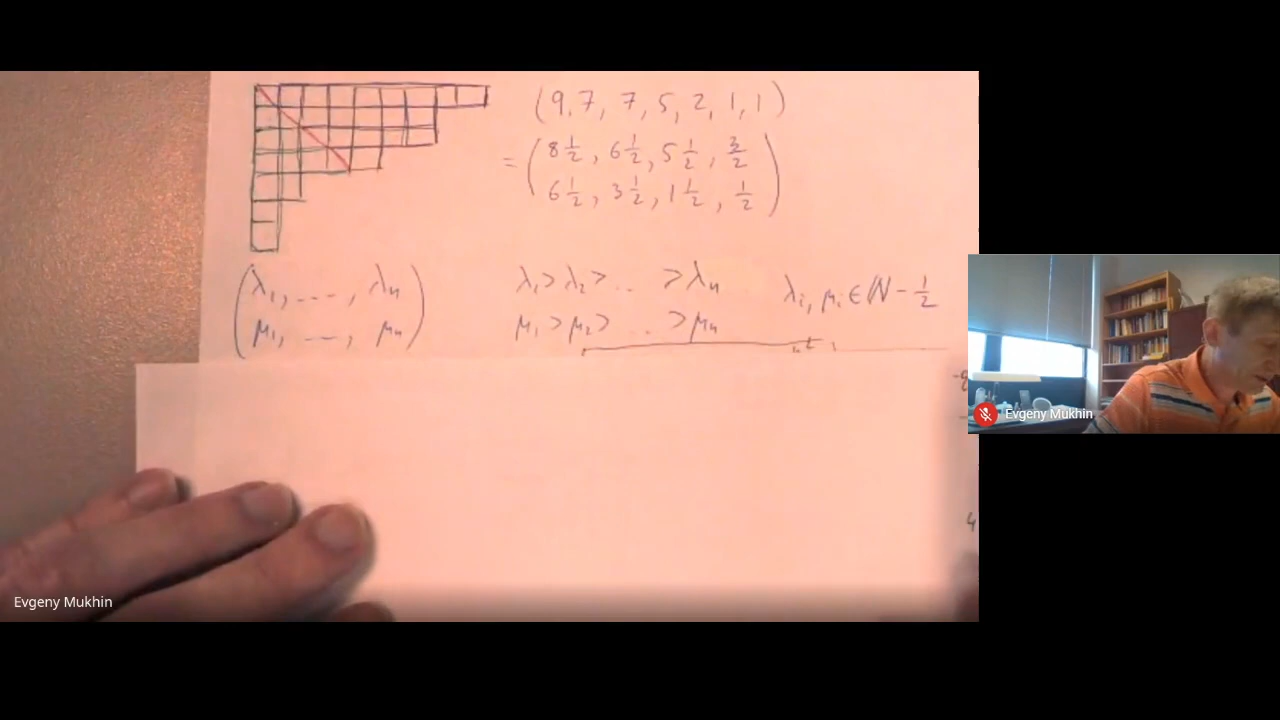 (9, 7, 7, 5, 2, 1, 1)
= (8 1/2, 6 1/2, 5 1/2, 3/2
6 1/2, 3 1/2, 1 1/2, 1/2)
(λ₁, ..., λₙ
μ₁, ..., μₙ)
λ₁ > λ₂ > ... > λₙ
μ₁ > μ₂ > ... > μₙ
λᵢ, μᵢ ∈ ℕ - 1/2
Evgeny Mukhin
Evgeny Mukhin